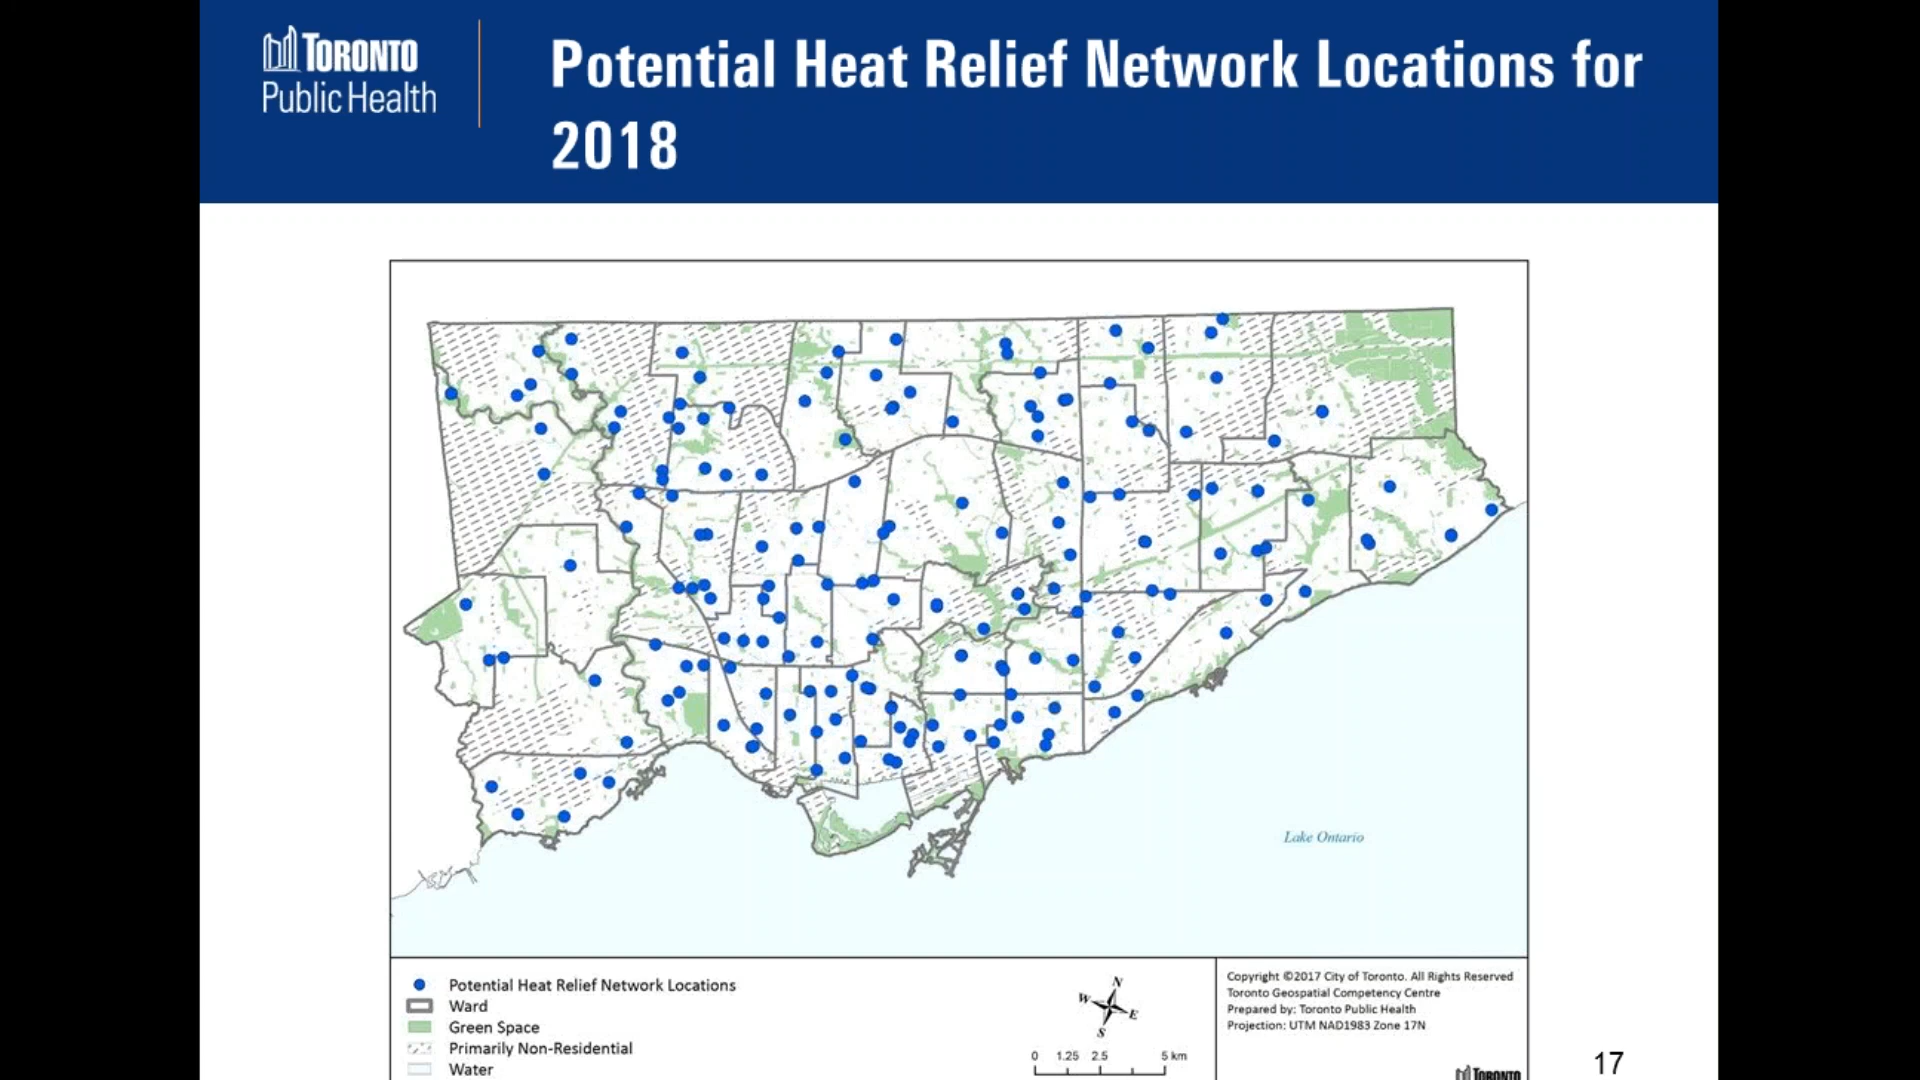 TORONTO
Public Health
Potential Heat Relief Network Locations for
2018
Lake Ontario
Potential Heat Relief Network Locations
Ward
Green Space
Primarily Non-Residential
Water
N
W
E
S
0 1.25 2.5 5 km
Copyright ©2017 City of Toronto. All Rights Reserved
Toronto Geospatial Competency Centre
Prepared by: Toronto Public Health
Projection: UTM NAD1983 Zone 17N
TORONTO
17